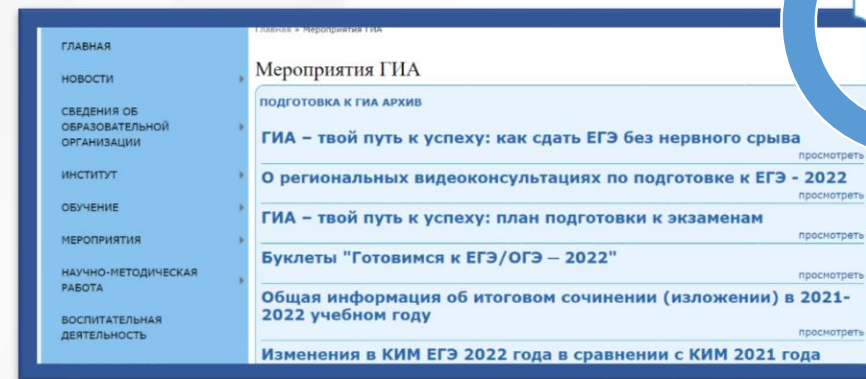 ГЛАВНАЯ
НОВОСТИ
СВЕДЕНИЯ ОБ
ОБРАЗОВАТЕЛЬНОЙ
ОРГАНИЗАЦИИ
ИНСТИТУТ
ОБУЧЕНИЕ
МЕРОПРИЯТИЯ
НАУЧНО-МЕТОДИЧЕСКАЯ
РАБОТА
ВОСПИТАТЕЛЬНАЯ
ДЕЯТЕЛЬНОСТЬ
Главная » Мероприятия ГИА
Мероприятия ГИА
ПОДГОТОВКА К ГИА АРХИВ
ГИА – твой путь к успеху: как сдать ЕГЭ без нервного срыва
просмотреть
О региональных видеоконсультациях по подготовке к ЕГЭ - 2022
просмотреть
ГИА – твой путь к успеху: план подготовки к экзаменам
просмотреть
Буклеты "Готовимся к ЕГЭ/ОГЭ — 2022"
просмотреть
Общая информация об итоговом сочинении (изложении) в 2021-
2022 учебном году
просмотреть
Изменения в КИМ ЕГЭ 2022 года в сравнении с КИМ 2021 года